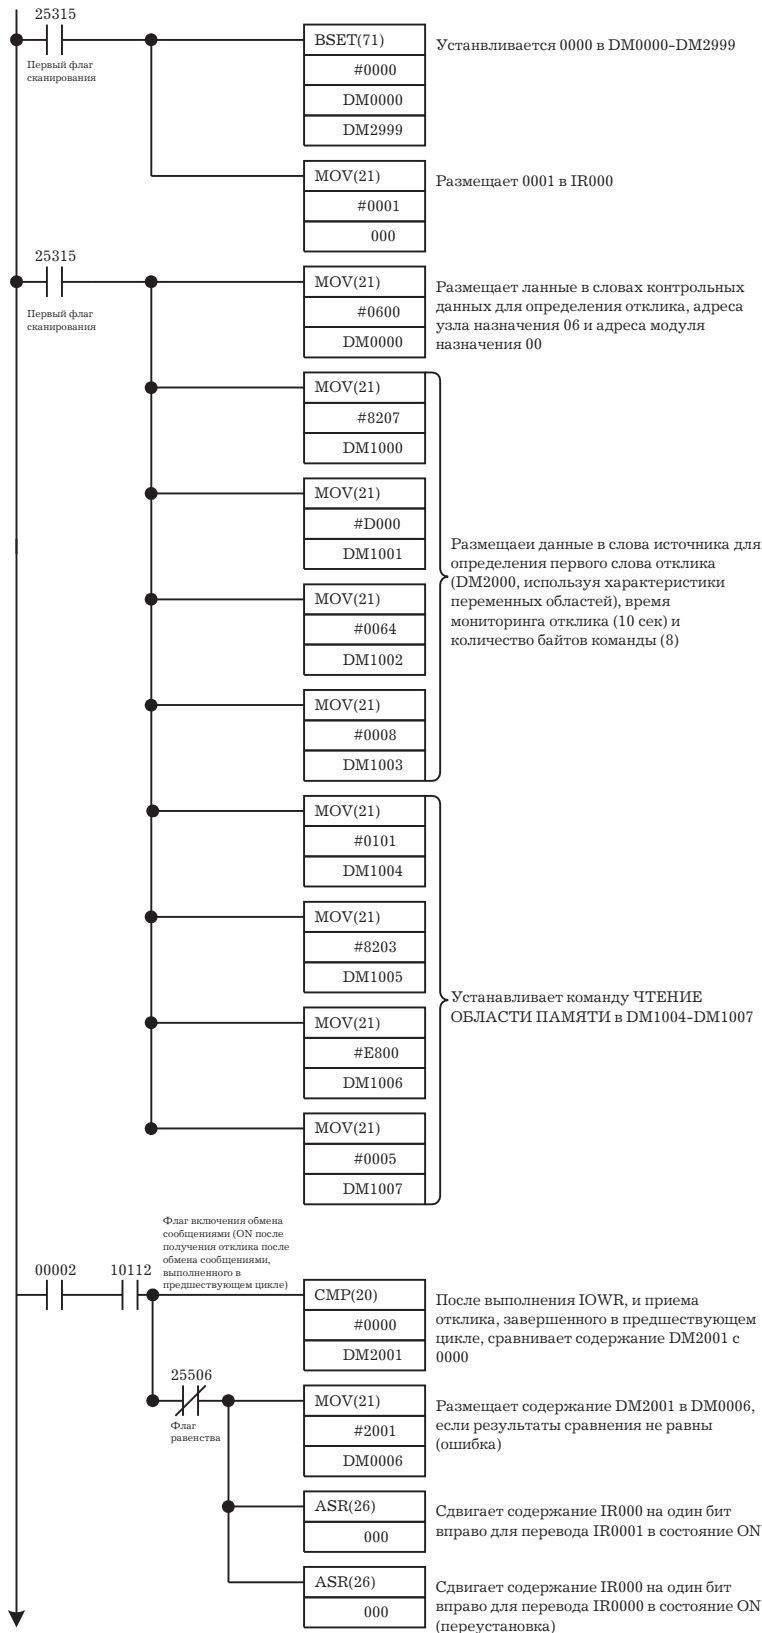 25315
Первый флаг
сканирования
BSET(71)
#0000
DM0000
DM2999
Устанвливается 0000 в DM0000-DM2999
MOV(21)
#0001
000
Размещает 0001 в IR000
25315
Первый флаг
сканирования
MOV(21)
#0600
DM0000
Размещает ланные в словах контрольных
данных для определения отклика, адреса
узла назначения 06 и адреса модуля
назначения 00
MOV(21)
#8207
DM1000
MOV(21)
#D000
DM1001
MOV(21)
#0064
DM1002
MOV(21)
#0008
DM1003
Размещаеи данные в слова источника для
определения первого слова отклика
(DM2000, используя характеристики
переменных областей), время
мониторинга отклика (10 сек) и
количество байтов команды (8)
MOV(21)
#0101
DM1004
MOV(21)
#8203
DM1005
MOV(21)
#E800
DM1006
MOV(21)
#0005
DM1007
Устанавливает команду ЧТЕНИЕ
ОБЛАСТИ ПАМЯТИ в DM1004-DM1007
Флаг включения обмена
сообщениями (ON после
получения отклика после
обмена сообщениями,
выполненного в
предшествующем цикле)
00002
10112
CMP(20)
#0000
DM2001
После выполнения IOWR, и приема
отклика, завершенного в предшествующем
цикле, сравнивает содержание DM2001 с
0000
25506
Флаг
равенства
MOV(21)
#2001
DM0006
Размещает содержание DM2001 в DM0006,
если результаты сравнения не равны
(ошибка)
ASR(26)
000
Сдвигает содержание IR000 на один бит
вправо для перевода IR0001 в состояние ON
ASR(26)
000
Сдвигает содержание IR000 на один бит
вправо для перевода IR0000 в состояние ON
(переустановка)